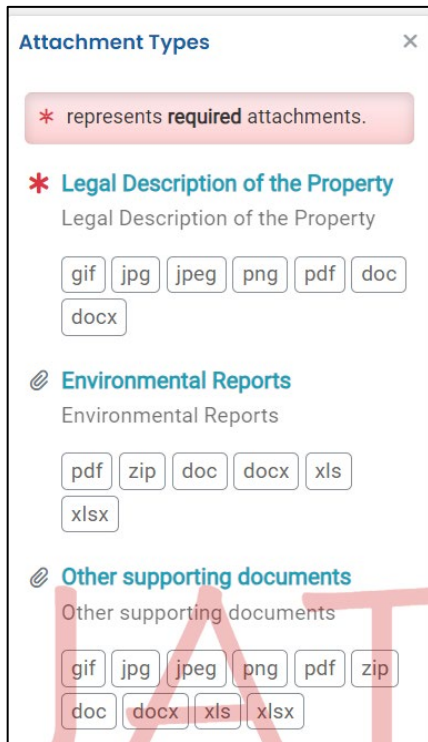 Attachment Types ×
* represents required attachments.
* Legal Description of the Property
Legal Description of the Property
gif jpg jpeg png pdf doc
docx
Environmental Reports
Environmental Reports
pdf zip doc docx xls
xlsx
Other supporting documents
Other supporting documents
gif jpg jpeg png pdf zip
doc docx xls xlsx